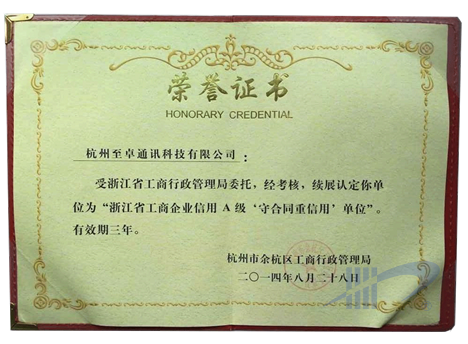 荣誉证书
HONORARY CREDENTIAL
杭州至卓通讯科技有限公司：
受浙江省工商行政管理局委托，经考核，续展认定你单
位为“浙江省工商企业信用A级‘守合同重信用’单位”。
有效期三年。
杭州市余杭区工商行政管理局
二〇一四年八月二十八日